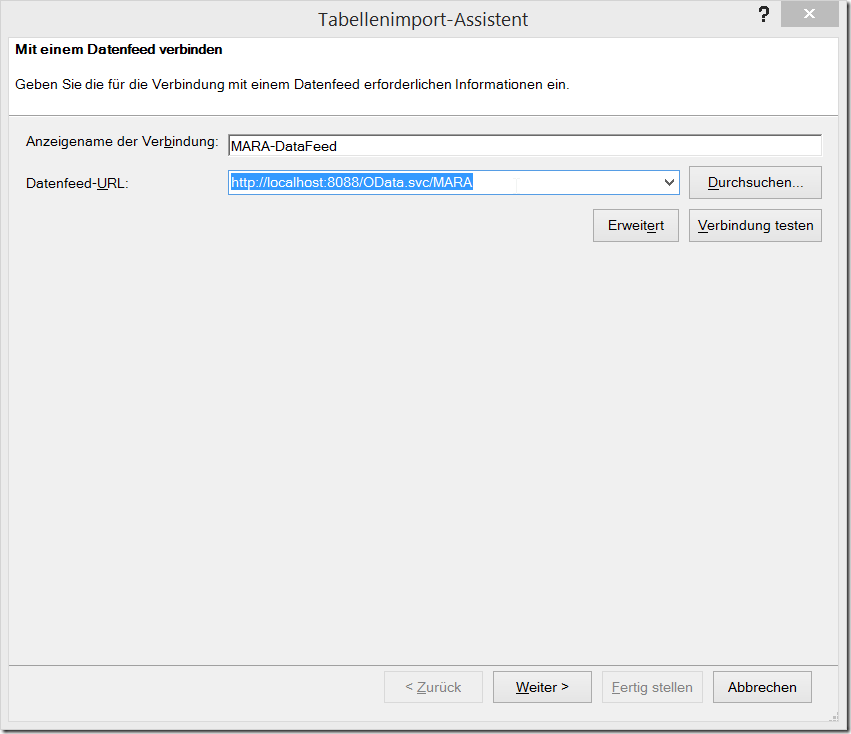 Tabellenimport-Assistent
?
Mit einem Datenfeed verbinden
Geben Sie die für die Verbindung mit einem Datenfeed erforderlichen Informationen ein.
Anzeigename der Verbindung: MARA-DataFeed
Datenfeed-URL: http://localhost:8088/OData.svc/MARA Durchsuchen...
Erweitert Verbindung testen
< Zurück Weiter > Fertig stellen Abbrechen